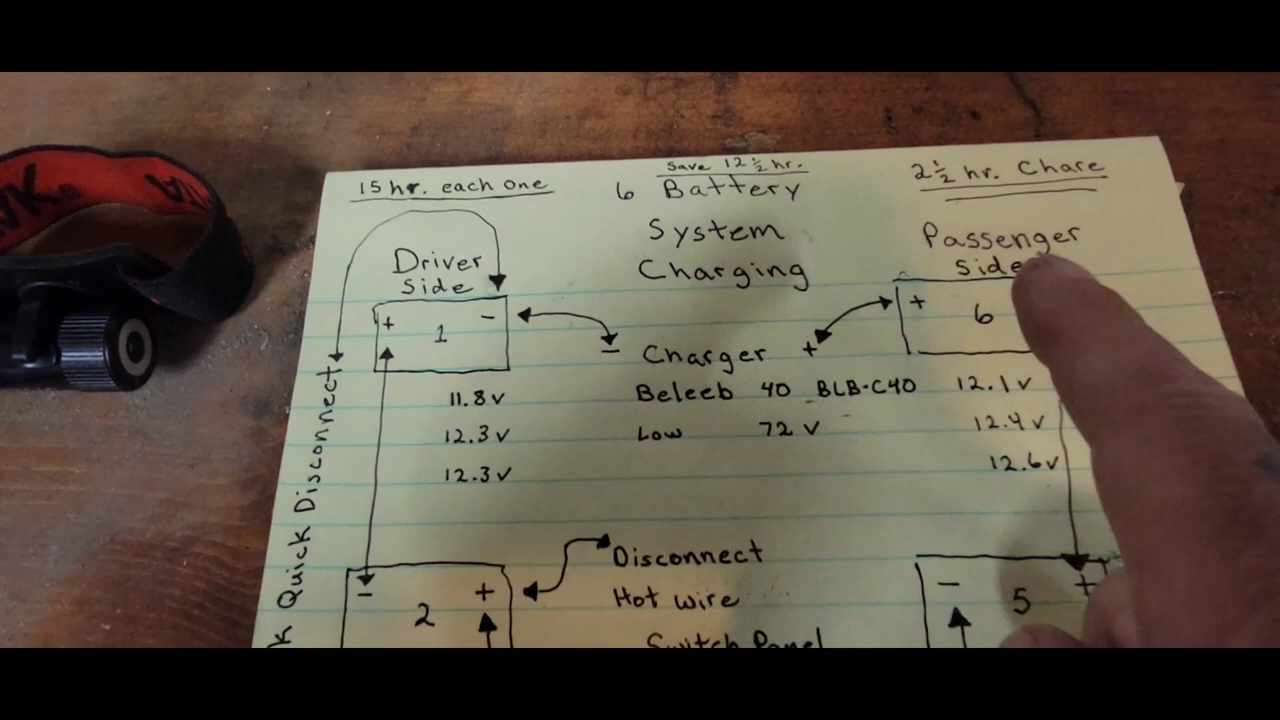 15 hr. each one
Save 12 ½ hr.
6 Battery
System
Charging
2 ½ hr. Chare
Driver
Side
Passenger
Side
+ 1 -
- Charger +
+ 6
Beleeb 40 BLB-C40
Low 72 V
11.8 v
12.3 v
12.3 v
12.1 v
12.4 v
12.6 v
Quick Disconnect
- 2 +
Disconnect
Hot wire
Switch Panel
- 5 +